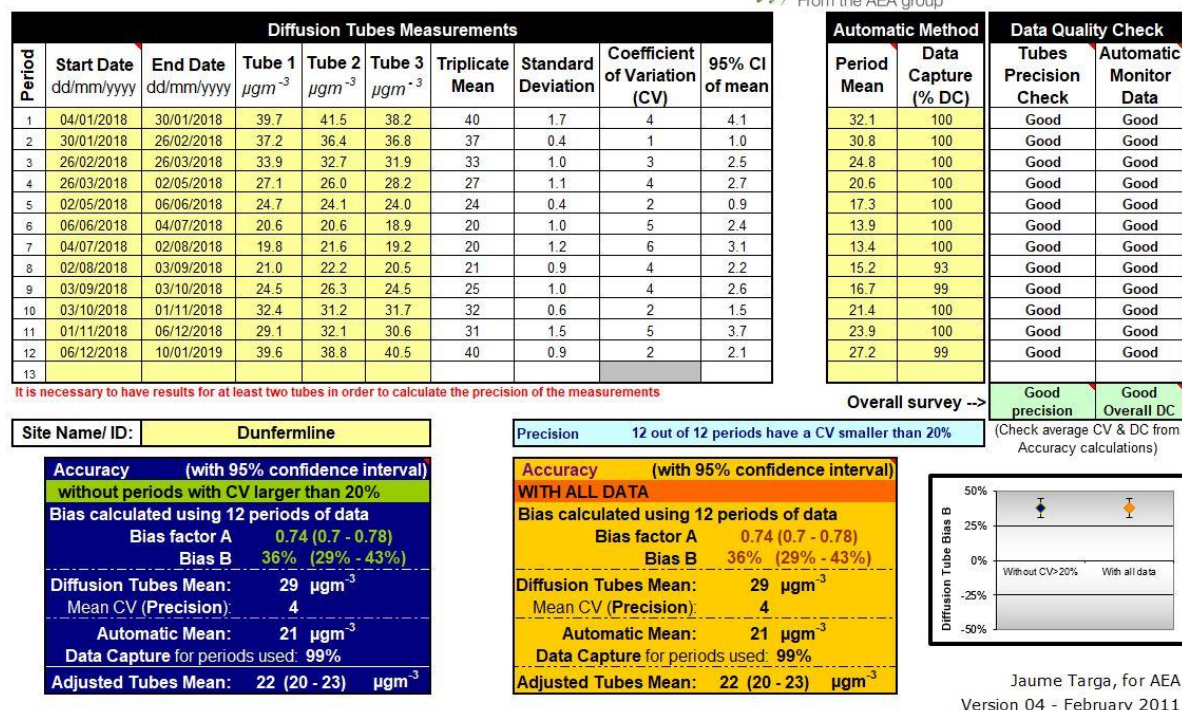 From the AEA group
Diffusion Tubes Measurements
Automatic Method
Data Quality Check
Period
Start Date dd/mm/yyyy
End Date dd/mm/yyyy
Tube 1 µgm-3
Tube 2 µgm-3
Tube 3 µgm-3
Triplicate Mean
Standard Deviation
Coefficient of Variation (CV)
95% CI of mean
Period Mean
Data Capture (% DC)
Tubes Precision Check
Automatic Monitor Data
1 04/01/2018 30/01/2018 39.7 41.5 38.2 40 1.7 4 4.1 32.1 100 Good Good
2 30/01/2018 26/02/2018 37.2 36.4 36.8 37 0.4 1 1.0 30.8 100 Good Good
3 26/02/2018 26/03/2018 33.9 32.7 31.9 33 1.0 3 2.5 24.8 100 Good Good
4 26/03/2018 02/05/2018 27.1 26.0 28.2 27 1.1 4 2.7 20.6 100 Good Good
5 02/05/2018 06/06/2018 24.7 24.1 24.0 24 0.4 2 0.9 17.3 100 Good Good
6 06/06/2018 04/07/2018 20.6 20.6 18.9 20 1.0 5 2.4 13.9 100 Good Good
7 04/07/2018 02/08/2018 19.8 21.6 19.2 20 1.2 6 3.1 13.4 100 Good Good
8 02/08/2018 03/09/2018 21.0 22.2 20.5 21 0.9 4 2.2 15.2 93 Good Good
9 03/09/2018 03/10/2018 24.5 26.3 24.5 25 1.0 4 2.6 16.7 99 Good Good
10 03/10/2018 01/11/2018 32.4 31.2 31.7 32 0.6 2 1.5 21.4 100 Good Good
11 01/11/2018 06/12/2018 29.1 32.1 30.6 31 1.5 5 3.7 23.9 100 Good Good
12 06/12/2018 10/01/2019 39.6 38.8 40.5 40 0.9 2 2.1 27.2 99 Good Good
13
It is necessary to have results for at least two tubes in order to calculate the precision of the measurements
Overall survey -->
Good precision
Good Overall DC
Site Name/ ID: Dunfermline
Precision 12 out of 12 periods have a CV smaller than 20%
(Check average CV & DC from
Accuracy calculations)
Accuracy (with 95% confidence interval)
without periods with CV larger than 20%
Bias calculated using 12 periods of data
Bias factor A 0.74 (0.7 - 0.78)
Bias B 36% (29% - 43%)
Diffusion Tubes Mean: 29 µgm-3
Mean CV (Precision): 4
Automatic Mean: 21 µgm-3
Data Capture for periods used: 99%
Adjusted Tubes Mean: 22 (20 - 23) µgm-3
Accuracy (with 95% confidence interval)
WITH ALL DATA
Bias calculated using 12 periods of data
Bias factor A 0.74 (0.7 - 0.78)
Bias B 36% (29% - 43%)
Diffusion Tubes Mean: 29 µgm-3
Mean CV (Precision): 4
Automatic Mean: 21 µgm-3
Data Capture for periods used: 99%
Adjusted Tubes Mean: 22 (20 - 23) µgm-3
Diffusion Tube Bias B
50%
25%
0%
-25%
-50%
Without CV>20%
With all data
Jaume Targa, for AEA
Version 04 - February 2011